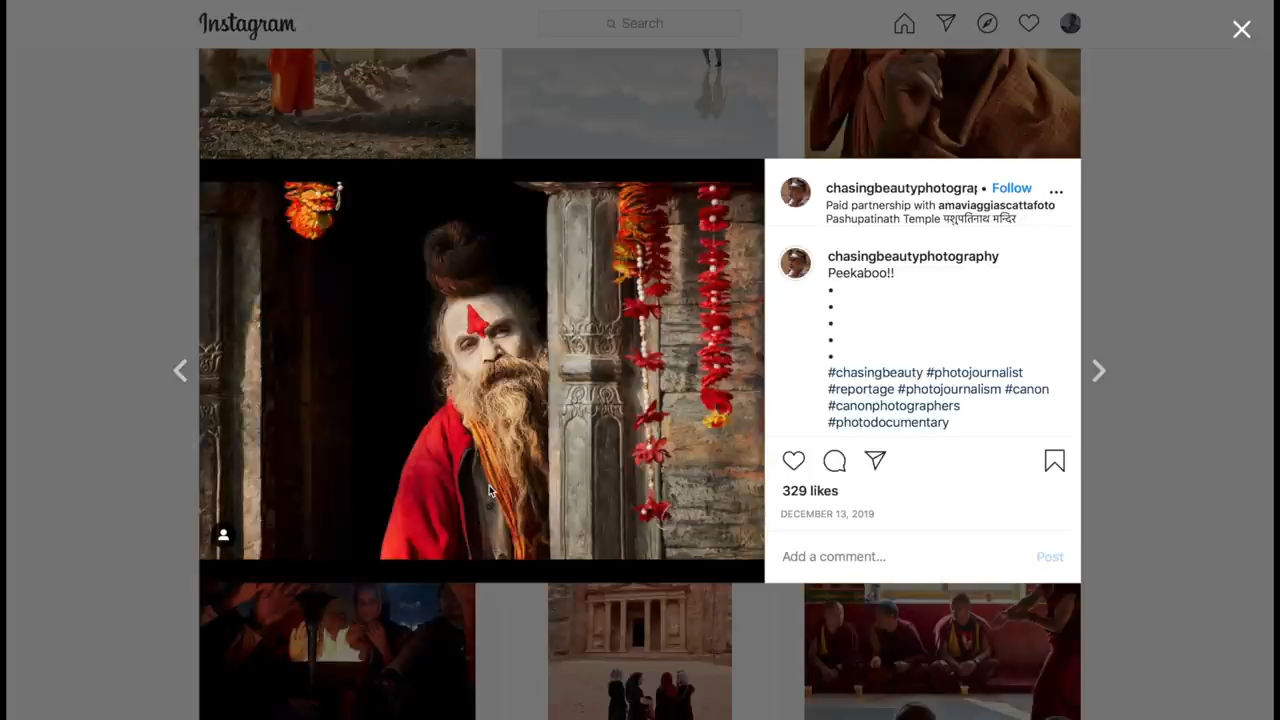 Instagram
Search
chasingbeautyphotograp • Follow
Paid partnership with amaviaggiascattafoto
Pashupatinath Temple पशुपतिनाथ मन्दिर
chasingbeautyphotography
Peekaboo!!
•
•
•
•
•
#chasingbeauty #photojournalist
#reportage #photojournalism #canon
#canonphotographers
#photodocumentary
329 likes
DECEMBER 13, 2019
Add a comment... Post